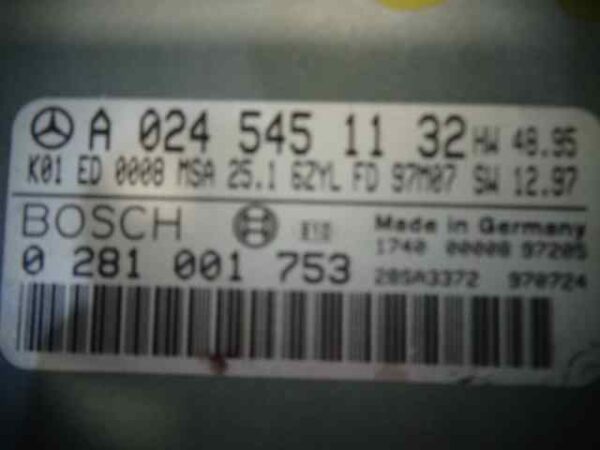 A 024 545 11 32 HW 48.95
K01 ED 0008 MSA 25.1 6ZYL FD 97M07 SW 12.97
BOSCH E10 Made in Germany
1740 00008 97205
0 281 001 753 28SA3372 970724